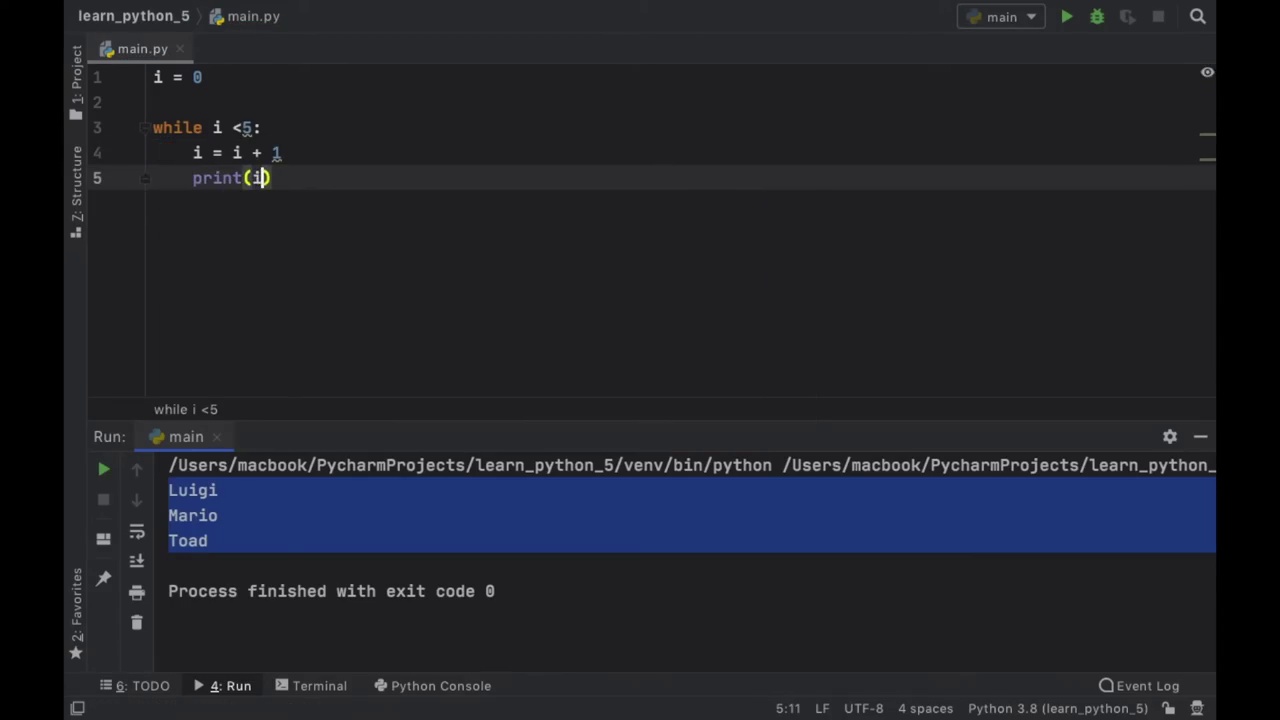 learn_python_5 main.py
main
main.py
1: Project
7: Structure
2: Favorites
1 i = 0
2
3 while i <5:
4 i = i + 1
5 print(i)
while i <5
Run: main
/Users/macbook/PycharmProjects/learn_python_5/venv/bin/python /Users/macbook/PycharmProjects/learn_python_
Luigi
Mario
Toad
Process finished with exit code 0
6: TODO 4: Run Terminal Python Console Event Log
5:11 LF UTF-8 4 spaces Python 3.8 (learn_python_5)